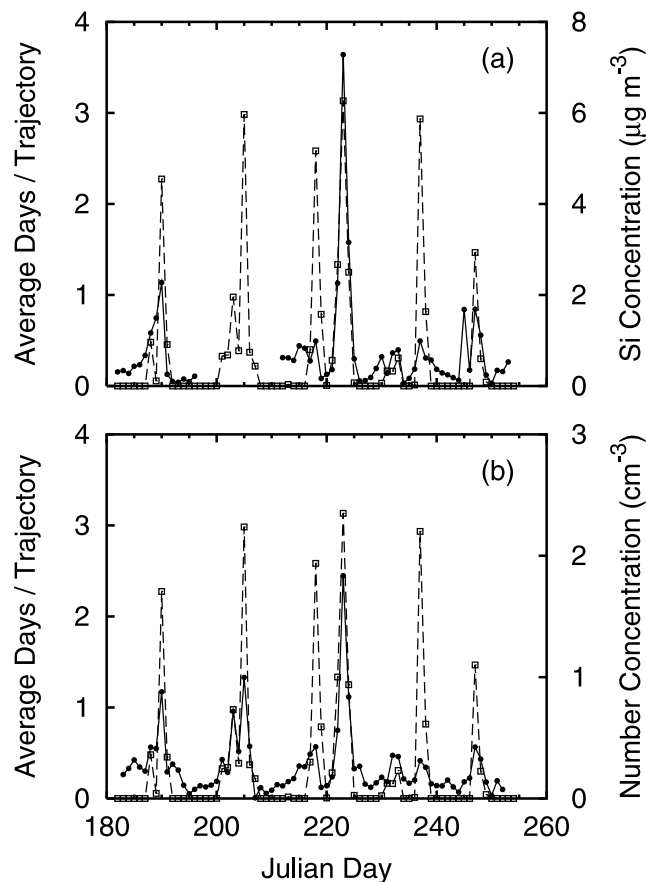 4
3
2
1
0
Average Days / Trajectory
(a)
8
6
4
2
0
Si Concentration (μg m⁻³)
4
3
2
1
0
Average Days / Trajectory
(b)
3
2
1
0
Number Concentration (cm⁻³)
180 200 220 240 260
Julian Day